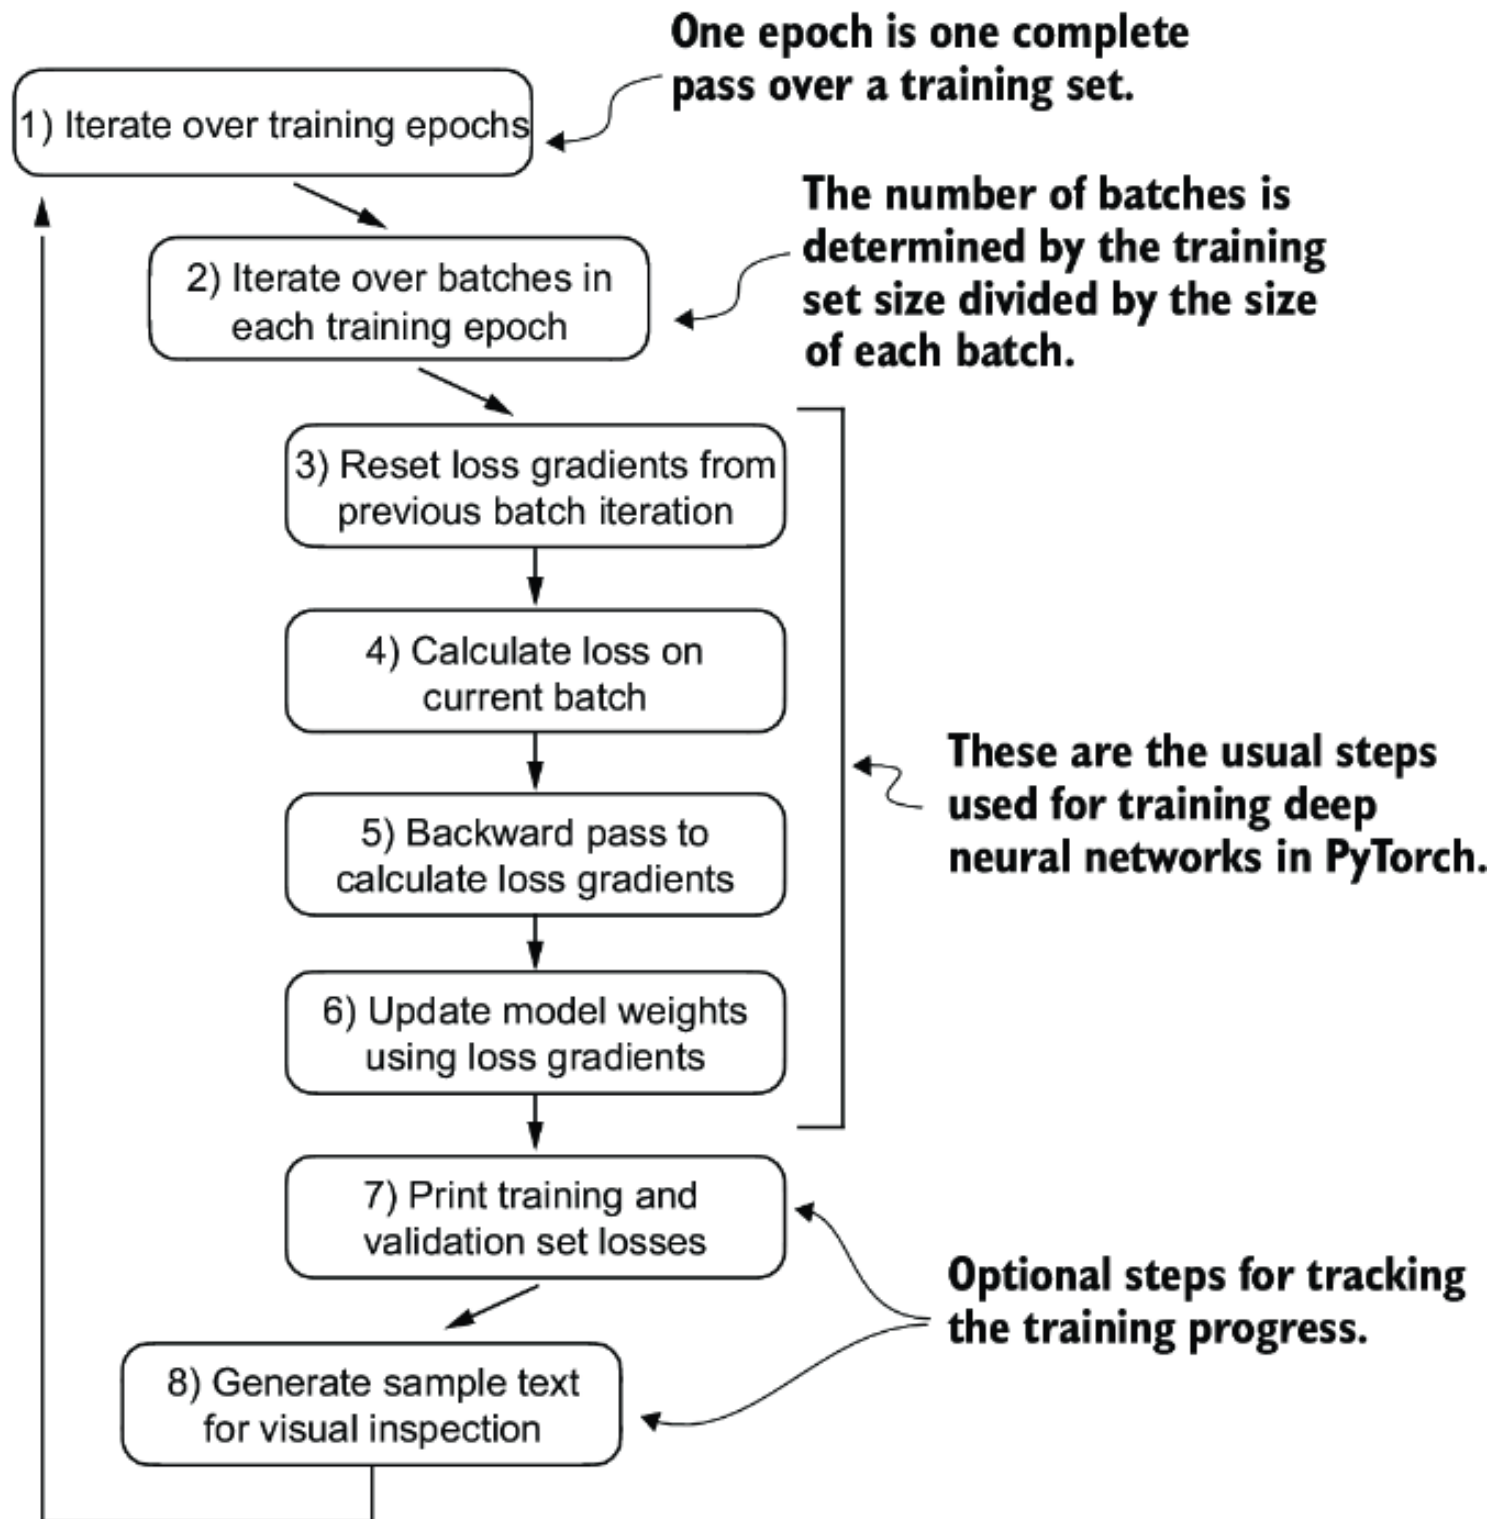 One epoch is one complete
pass over a training set.
1) Iterate over training epochs
The number of batches is
determined by the training
set size divided by the size
of each batch.
2) Iterate over batches in
each training epoch
3) Reset loss gradients from
previous batch iteration
4) Calculate loss on
current batch
5) Backward pass to
calculate loss gradients
These are the usual steps
used for training deep
neural networks in PyTorch.
6) Update model weights
using loss gradients
7) Print training and
validation set losses
Optional steps for tracking
the training progress.
8) Generate sample text
for visual inspection